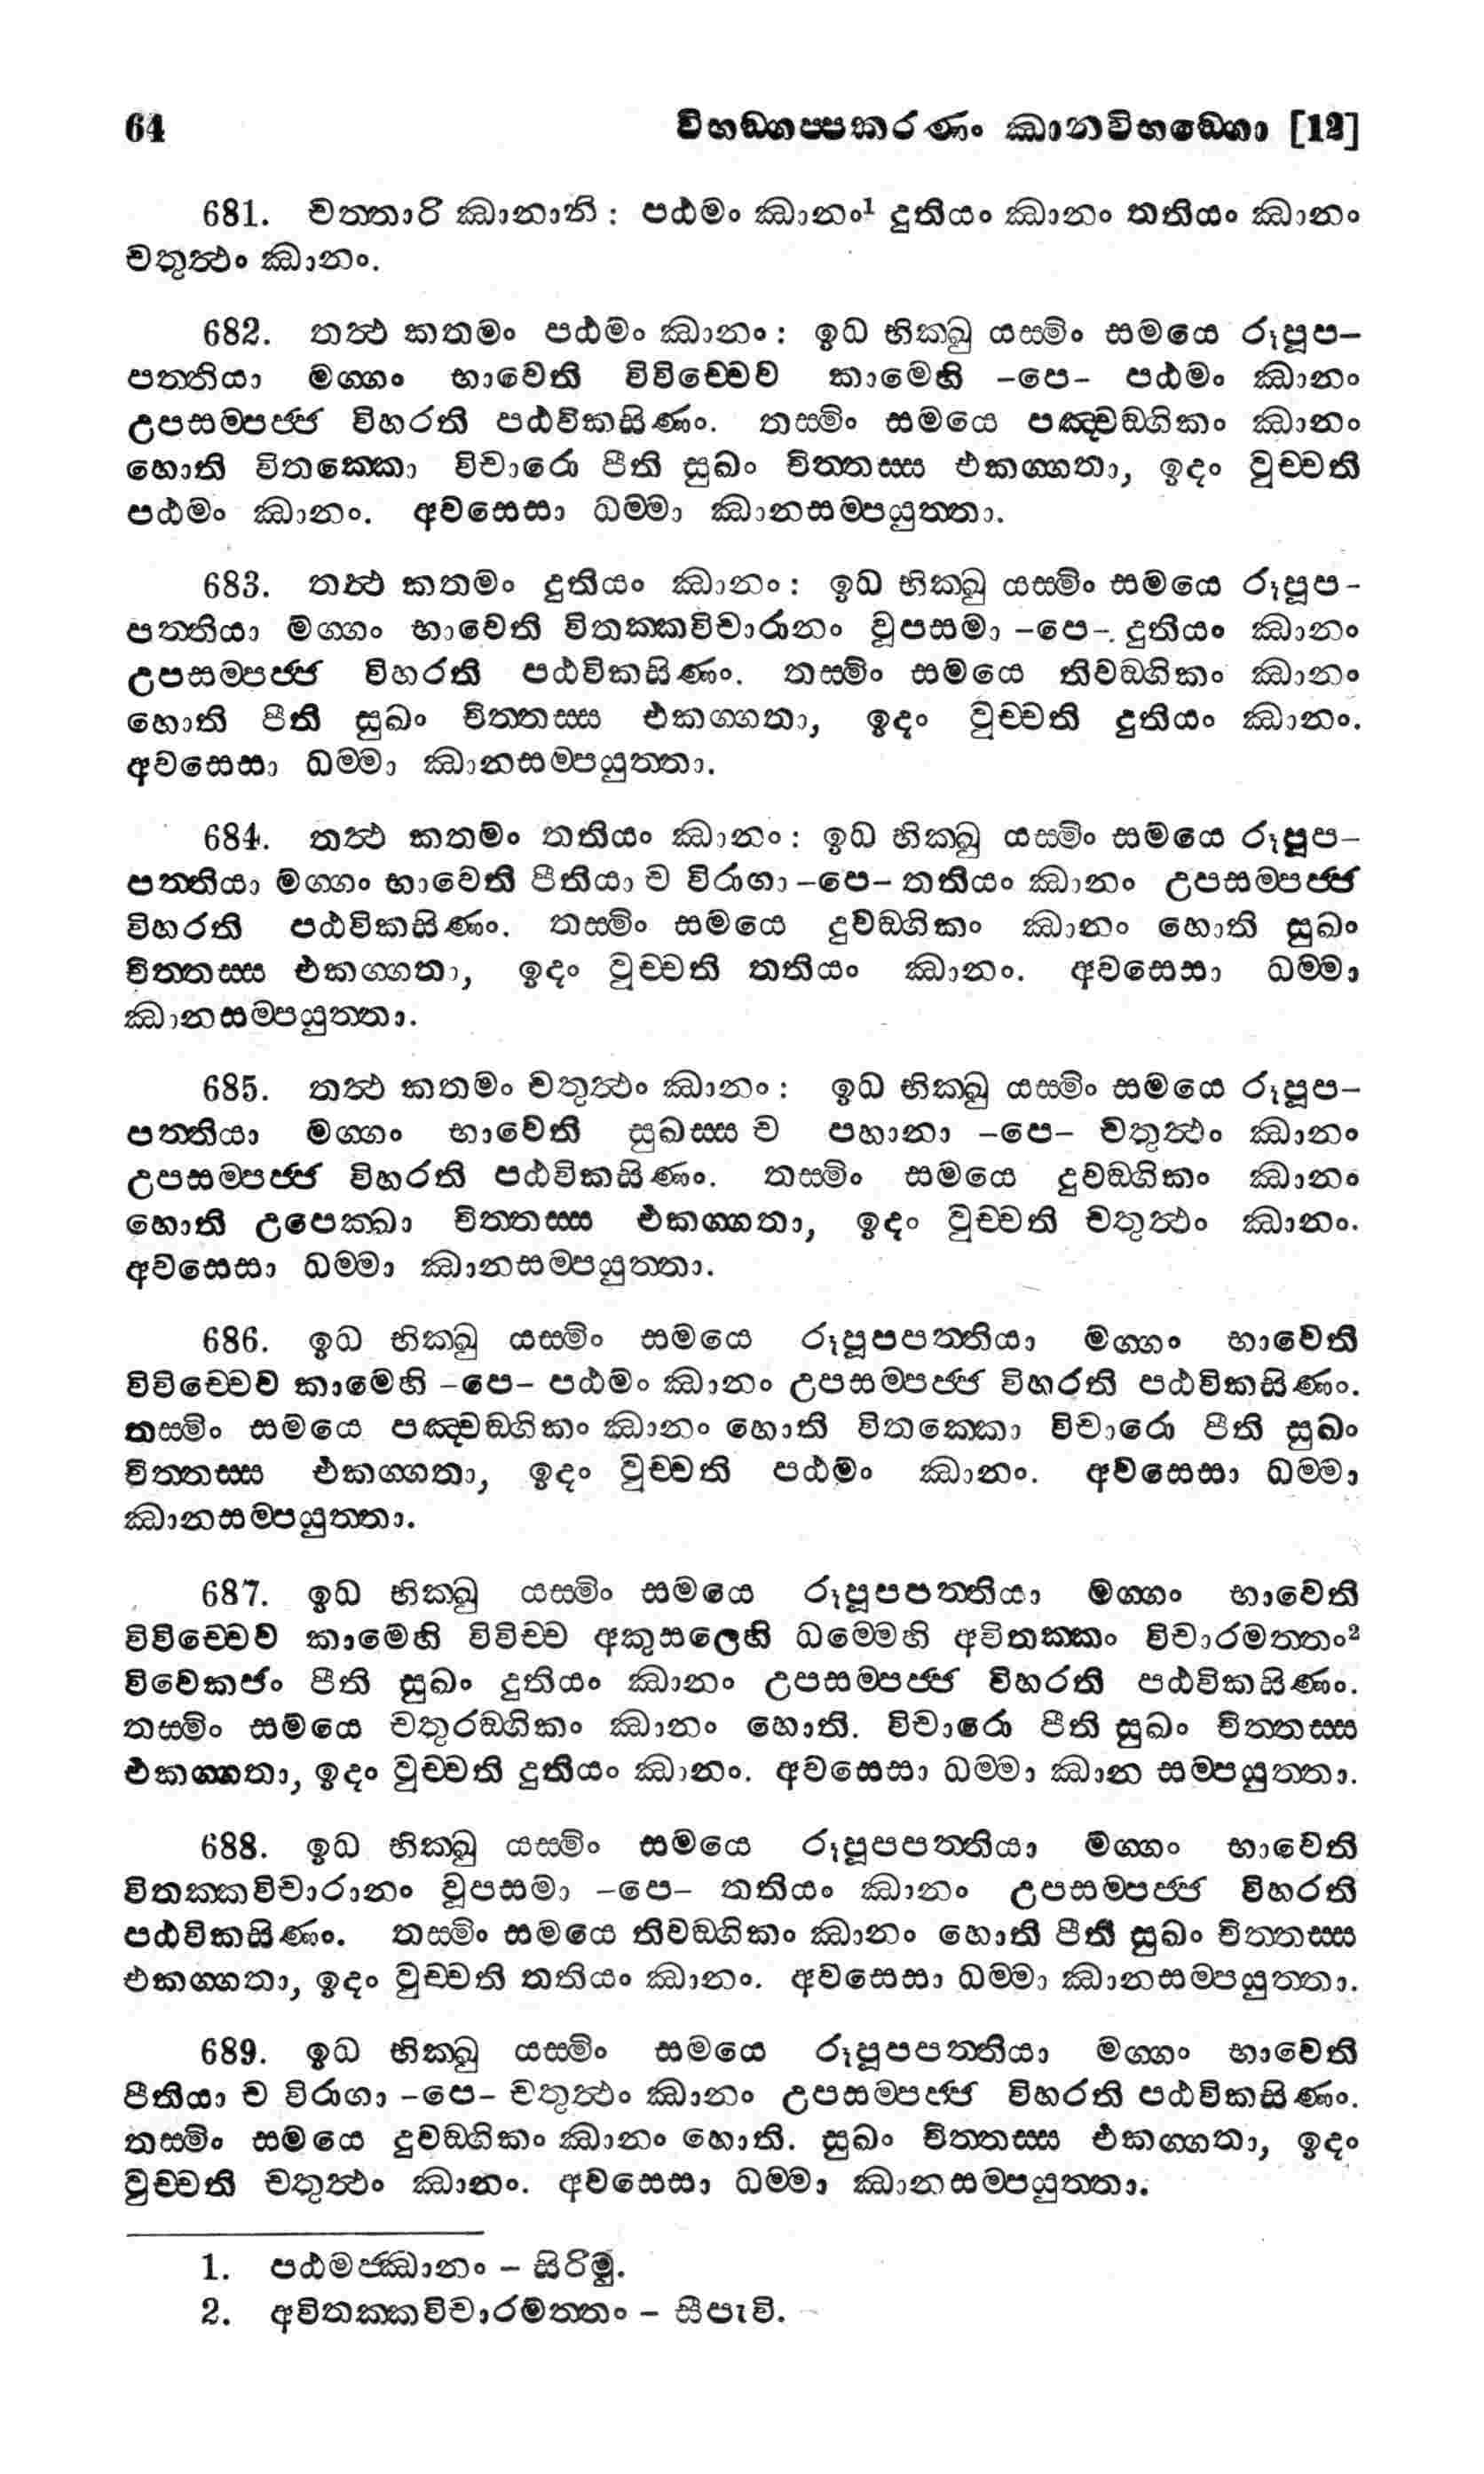 64 විභඞ්ගප්පකරණං ඣානවිභඞ්ගො [12]
681. චත්තාරි ඣානානි : පඨමං ඣානං¹ දුතියං ඣානං තතියං ඣානං
චතුත්ථං ඣානං.
682. තත්ථ කතමං පඨමං ඣානං : ඉධ භික්ඛු යස්මිං සමයෙ රූපූප-
පත්තියා මග්ගං භාවෙති විවිච්චෙව කාමෙහි -පෙ- පඨමං ඣානං
උපසම්පජ්ජ විහරති පඨවිකසිණං. තස්මිං සමයෙ පඤ්චඞ්ගිකං ඣානං
හොති විතක්කො විචාරො පීති සුඛං චිත්තස්ස එකග්ගතා, ඉදං වුච්චති
පඨමං ඣානං. අවසෙසා ධම්මා ඣානසම්පයුත්තා.
683. තත්ථ කතමං දුතියං ඣානං : ඉධ භික්ඛු යස්මිං සමයෙ රූපූප-
පත්තියා මග්ගං භාවෙති විතක්කවිචාරානං වූපසමා -පෙ-. දුතියං ඣානං
උපසම්පජ්ජ විහරති පඨවිකසිණං. තස්මිං සමයෙ තිවඞ්ගිකං ඣානං
හොති පීති සුඛං චිත්තස්ස එකග්ගතා, ඉදං වුච්චති දුතියං ඣානං.
අවසෙසා ධම්මා ඣානසම්පයුත්තා.
684. තත්ථ කතමං තතියං ඣානං : ඉධ භික්ඛු යස්මිං සමයෙ රූපූප-
පත්තියා මග්ගං භාවෙති පීතියා ච විරාගා -පෙ- තතියං ඣානං උපසම්පජ්ජ
විහරති පඨවිකසිණං. තස්මිං සමයෙ දුවඞ්ගිකං ඣානං හොති සුඛං
චිත්තස්ස එකග්ගතා, ඉදං වුච්චති තතියං ඣානං. අවසෙසා ධම්මා
ඣානසම්පයුත්තා.
685. තත්ථ කතමං චතුත්ථං ඣානං : ඉධ භික්ඛු යස්මිං සමයෙ රූපූප-
පත්තියා මග්ගං භාවෙති සුඛස්ස ච පහානා -පෙ- චතුත්ථං ඣානං
උපසම්පජ්ජ විහරති පඨවිකසිණං. තස්මිං සමයෙ දුවඞ්ගිකං ඣානං
හොති උපෙක්ඛා චිත්තස්ස එකග්ගතා, ඉදං වුච්චති චතුත්ථං ඣානං.
අවසෙසා ධම්මා ඣානසම්පයුත්තා.
686. ඉධ භික්ඛු යස්මිං සමයෙ රූපූපපත්තියා මග්ගං භාවෙති
විවිච්චෙව කාමෙහි -පෙ- පඨමං ඣානං උපසම්පජ්ජ විහරති පඨවිකසිණං.
තස්මිං සමයෙ පඤ්චඞ්ගිකං ඣානං හොති විතක්කො විචාරො පීති සුඛං
චිත්තස්ස එකග්ගතා, ඉදං වුච්චති පඨමං ඣානං. අවසෙසා ධම්මා
ඣානසම්පයුත්තා.
687. ඉධ භික්ඛු යස්මිං සමයෙ රූපූපපත්තියා මග්ගං භාවෙති
විවිච්චෙව කාමෙහි විවිච්ච අකුසලෙහි ධම්මෙහි අවිතක්කං විචාරමත්තං²
විවෙකජං පීති සුඛං දුතියං ඣානං උපසම්පජ්ජ විහරති පඨවිකසිණං.
තස්මිං සමයෙ චතුරඞ්ගිකං ඣානං හොති. විචාරො පීති සුඛං චිත්තස්ස
එකග්ගතා, ඉදං වුච්චති දුතියං ඣානං. අවසෙසා ධම්මා ඣාන සම්පයුත්තා.
688. ඉධ භික්ඛු යස්මිං සමයෙ රූපූපපත්තියා මග්ගං භාවෙති
විතක්කවිචාරානං වූපසමා -පෙ- තතියං ඣානං උපසම්පජ්ජ විහරති
පඨවිකසිණං. තස්මිං සමයෙ තිවඞ්ගිකං ඣානං හොති පීති සුඛං චිත්තස්ස
එකග්ගතා, ඉදං වුච්චති තතියං ඣානං. අවසෙසා ධම්මා ඣානසම්පයුත්තා.
689. ඉධ භික්ඛු යස්මිං සමයෙ රූපූපපත්තියා මග්ගං භාවෙති
පීතියා ච විරාගා -පෙ- චතුත්ථං ඣානං උපසම්පජ්ජ විහරති පඨවිකසිණං.
තස්මිං සමයෙ දුවඞ්ගිකං ඣානං හොති. සුඛං චිත්තස්ස එකග්ගතා, ඉදං
වුච්චති චතුත්ථං ඣානං. අවසෙසා ධම්මා ඣානසම්පයුත්තා.
1. පඨමජ්ඣානං - සිරිමු.
2. අවිතක්කවිචාරමත්තං - සීපැවි.